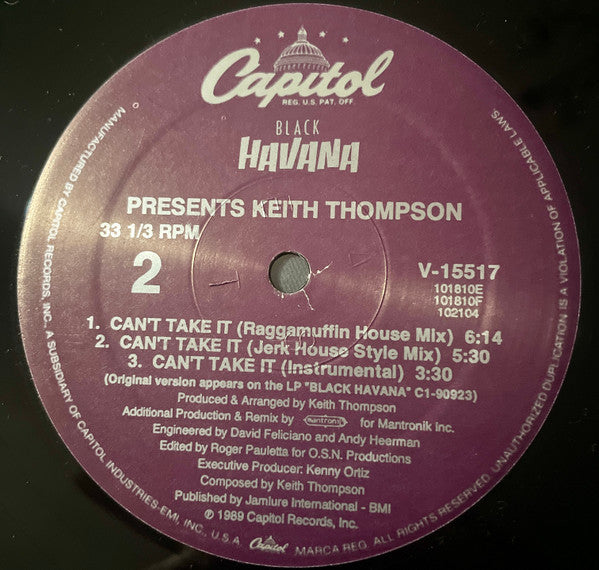 Capitol
REG. U.S. PAT. OFF.
BLACK
HAVANA
PRESENTS KEITH THOMPSON
33 1/3 RPM
2
V-15517
101810E
101810F
102104
1. CAN'T TAKE IT (Raggamuffin House Mix) 6:14
2. CAN'T TAKE IT (Jerk House Style Mix) 5:30
3. CAN'T TAKE IT (Instrumental) 3:30
(Original version appears on the LP "BLACK HAVANA" C1-90923)
Produced & Arranged by Keith Thompson
Additional Production & Remix by mantronik for Mantronik Inc.
Engineered by David Feliciano and Andy Heerman
Edited by Roger Pauletta for O.S.N. Productions
Executive Producer: Kenny Ortiz
Composed by Keith Thompson
Published by Jamlure International - BMI
℗ 1989 Capitol Records, Inc.
MANUFACTURED BY CAPITOL RECORDS, INC., A SUBSIDIARY OF CAPITOL INDUSTRIES-EMI, INC., U.S.A. Capitol MARCA REG. ALL RIGHTS RESERVED. UNAUTHORIZED DUPLICATION IS A VIOLATION OF APPLICABLE LAWS.